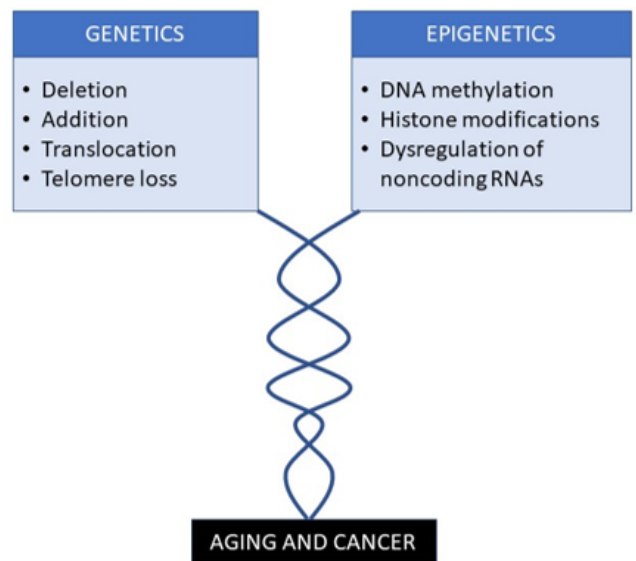 GENETICS
• Deletion
• Addition
• Translocation
• Telomere loss
EPIGENETICS
• DNA methylation
• Histone modifications
• Dysregulation of
noncoding RNAs
AGING AND CANCER